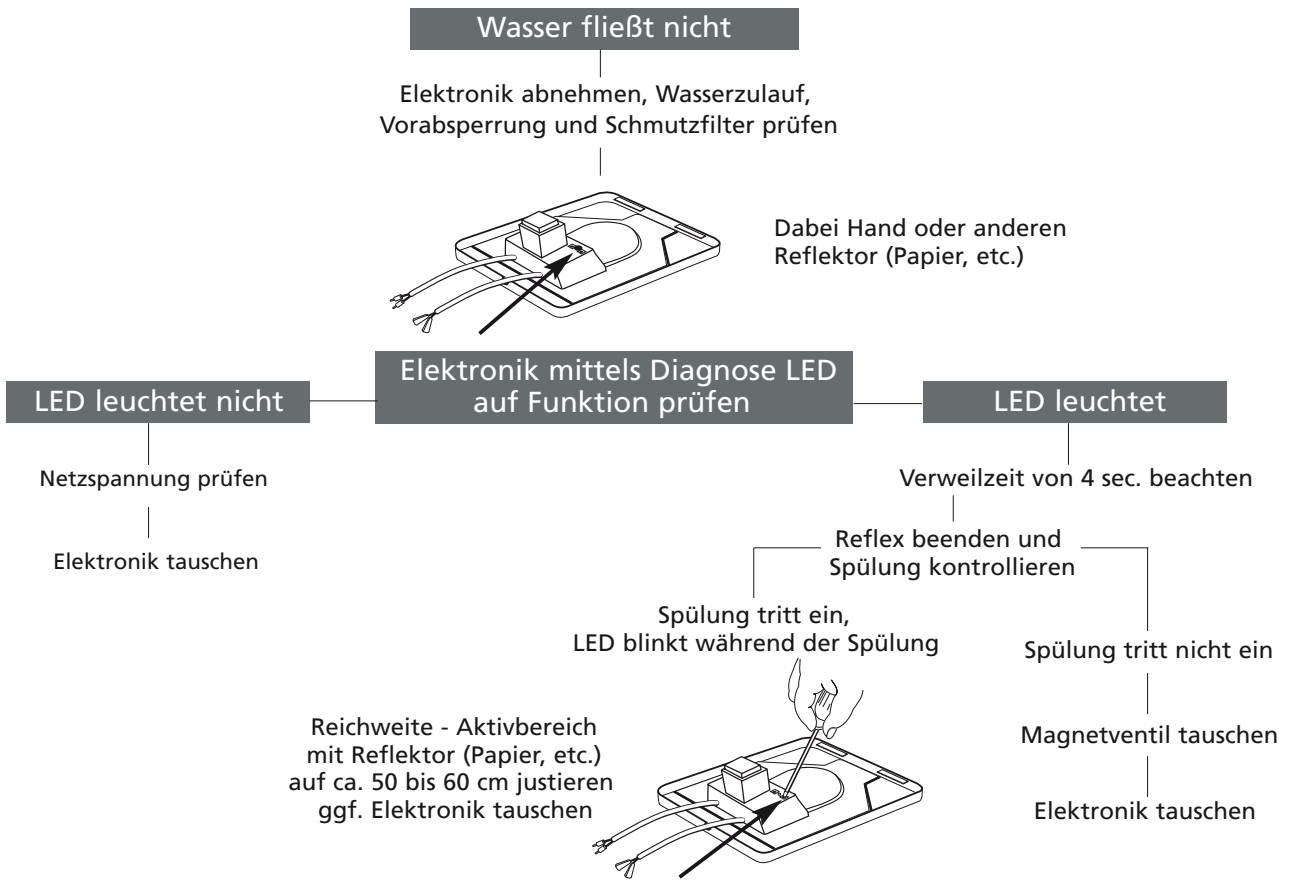 Wasser fließt nicht
Elektronik abnehmen, Wasserzulauf,
Vorabsperrung und Schmutzfilter prüfen
Dabei Hand oder anderen
Reflektor (Papier, etc.)
Elektronik mittels Diagnose LED
auf Funktion prüfen
LED leuchtet nicht
Netzspannung prüfen
Elektronik tauschen
LED leuchtet
Verweilzeit von 4 sec. beachten
Reflex beenden und
Spülung kontrollieren
Spülung tritt ein,
LED blinkt während der Spülung
Reichweite - Aktivbereich
mit Reflektor (Papier, etc.)
auf ca. 50 bis 60 cm justieren
ggf. Elektronik tauschen
Spülung tritt nicht ein
Magnetventil tauschen
Elektronik tauschen